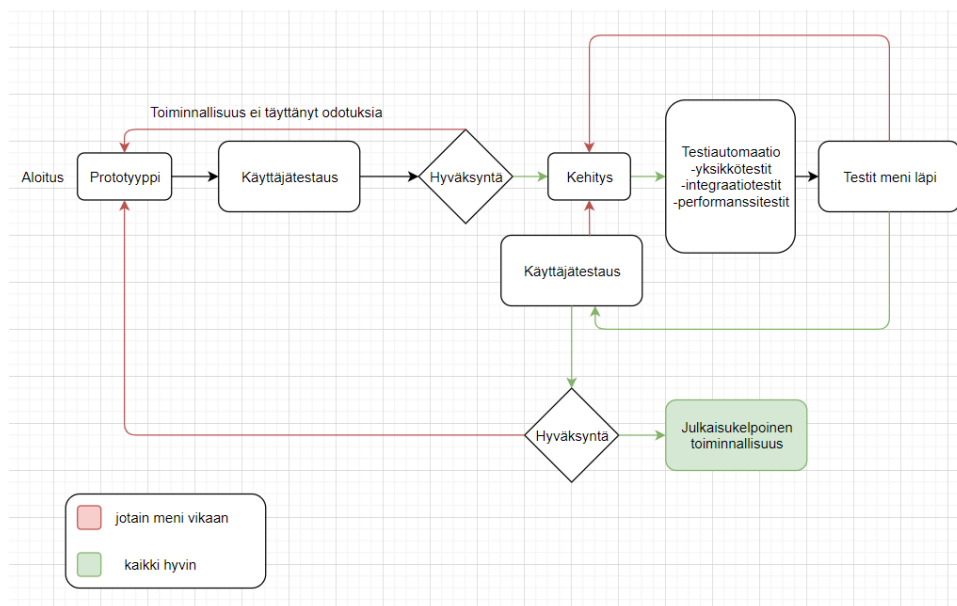 Toiminnallisuus ei täyttänyt odotuksia
Aloitus
Prototyyppi
Käyttäjätestaus
Hyväksyntä
Kehitys
Testiautomaatio
-yksikkötestit
-integraatiotestit
-performanssitestit
Testit meni läpi
Käyttäjätestaus
Hyväksyntä
Julkaisukelpoinen
toiminnallisuus
jotain meni vikaan
kaikki hyvin